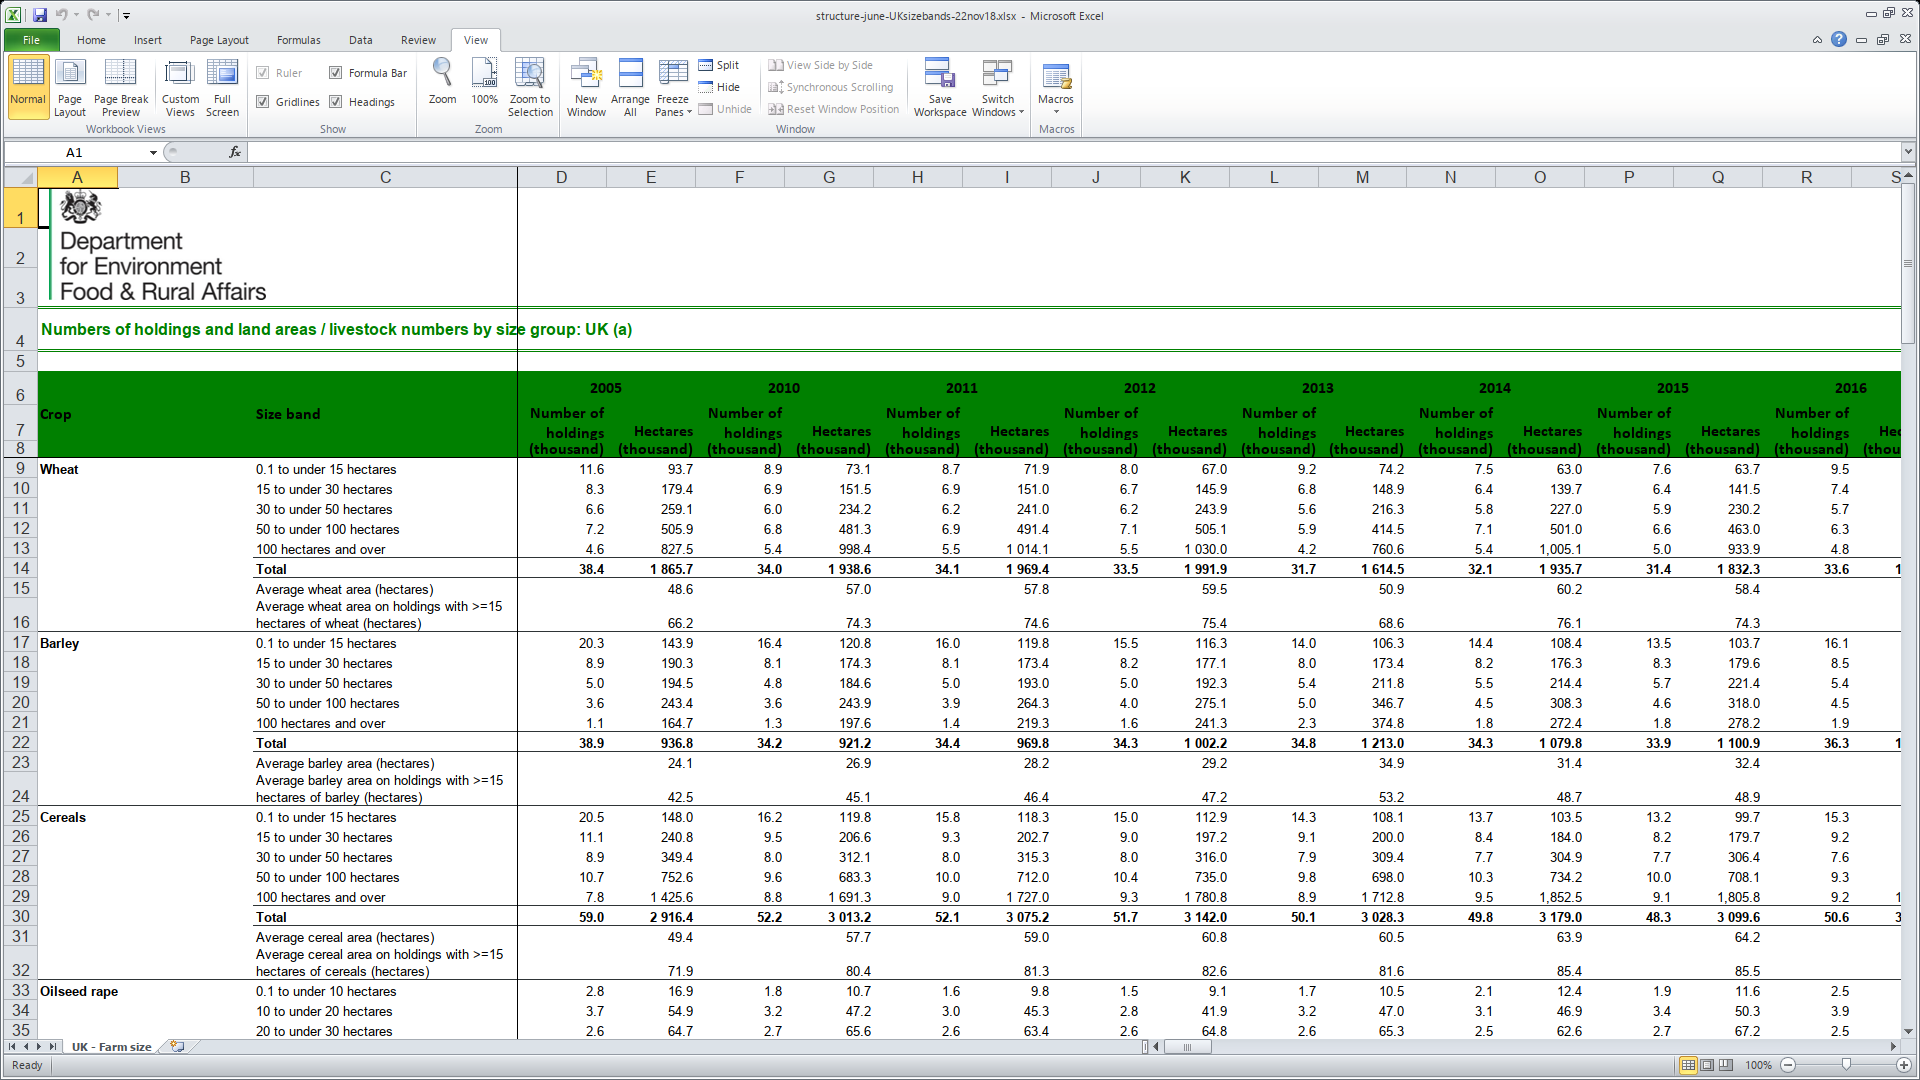 structure-june-UKsizebands-22nov18.xlsx - Microsoft Excel
File Home Insert Page Layout Formulas Data Review View
Normal Page Layout Page Break Preview Custom Views Full Screen
Workbook Views
Ruler Formula Bar
Gridlines Headings
Show
Zoom 100% Zoom to Selection
Zoom
New Window Arrange All Freeze Panes
Split View Side by Side
Hide Synchronous Scrolling
Unhide Reset Window Position
Save Workspace Switch Windows
Window
Macros
Macros
A1 fx
A B C D E F G H I J K L M N O P Q R S
1
2
3
Department
for Environment
Food & Rural Affairs
4 Numbers of holdings and land areas / livestock numbers by size group: UK (a)
5
6 2005 2010 2011 2012 2013 2014 2015 2016
7 Crop Size band Number of holdings Hectares Number of holdings Hectares Number of holdings Hectares Number of holdings Hectares Number of holdings Hectares Number of holdings Hectares Number of holdings Hectares Number of holdings Hec
8 (thousand) (thousand) (thousand) (thousand) (thousand) (thousand) (thousand) (thousand) (thousand) (thousand) (thousand) (thousand) (thousand) (thousand) (thousand) (thou
9 Wheat 0.1 to under 15 hectares 11.6 93.7 8.9 73.1 8.7 71.9 8.0 67.0 9.2 74.2 7.5 63.0 7.6 63.7 9.5
10 15 to under 30 hectares 8.3 179.4 6.9 151.5 6.9 151.0 6.7 145.9 6.8 148.9 6.4 139.7 6.4 141.5 7.4
11 30 to under 50 hectares 6.6 259.1 6.0 234.2 6.2 241.0 6.2 243.9 5.6 216.3 5.8 227.0 5.9 230.2 5.7
12 50 to under 100 hectares 7.2 505.9 6.8 481.3 6.9 491.4 7.1 505.1 5.9 414.5 7.1 501.0 6.6 463.0 6.3
13 100 hectares and over 4.6 827.5 5.4 998.4 5.5 1 014.1 5.5 1 030.0 4.2 760.6 5.4 1,005.1 5.0 933.9 4.8
14 Total 38.4 1 865.7 34.0 1 938.6 34.1 1 969.4 33.5 1 991.9 31.7 1 614.5 32.1 1 935.7 31.4 1 832.3 33.6 1
15 Average wheat area (hectares) 48.6 57.0 57.8 59.5 50.9 60.2 58.4
Average wheat area on holdings with >=15
16 hectares of wheat (hectares) 66.2 74.3 74.6 75.4 68.6 76.1 74.3
17 Barley 0.1 to under 15 hectares 20.3 143.9 16.4 120.8 16.0 119.8 15.5 116.3 14.0 106.3 14.4 108.4 13.5 103.7 16.1
18 15 to under 30 hectares 8.9 190.3 8.1 174.3 8.1 173.4 8.2 177.1 8.0 173.4 8.2 176.3 8.3 179.6 8.5
19 30 to under 50 hectares 5.0 194.5 4.8 184.6 5.0 193.0 5.0 192.3 5.4 211.8 5.5 214.4 5.7 221.4 5.4
20 50 to under 100 hectares 3.6 243.4 3.6 243.9 3.9 264.3 4.0 275.1 5.0 346.7 4.5 308.3 4.6 318.0 4.5
21 100 hectares and over 1.1 164.7 1.3 197.6 1.4 219.3 1.6 241.3 2.3 374.8 1.8 272.4 1.8 278.2 1.9
22 Total 38.9 936.8 34.2 921.2 34.4 969.8 34.3 1 002.2 34.8 1 213.0 34.3 1 079.8 33.9 1 100.9 36.3 1
23 Average barley area (hectares) 24.1 26.9 28.2 29.2 34.9 31.4 32.4
Average barley area on holdings with >=15
24 hectares of barley (hectares) 42.5 45.1 46.4 47.2 53.2 48.7 48.9
25 Cereals 0.1 to under 15 hectares 20.5 148.0 16.2 119.8 15.8 118.3 15.0 112.9 14.3 108.1 13.7 103.5 13.2 99.7 15.3
26 15 to under 30 hectares 11.1 240.8 9.5 206.6 9.3 202.7 9.0 197.2 9.1 200.0 8.4 184.0 8.2 179.7 9.2
27 30 to under 50 hectares 8.9 349.4 8.0 312.1 8.0 315.3 8.0 316.0 7.9 309.4 7.7 304.9 7.7 306.4 7.6
28 50 to under 100 hectares 10.7 752.6 9.6 683.3 10.0 712.0 10.4 735.0 9.8 698.0 10.3 734.2 10.0 708.1 9.3
29 100 hectares and over 7.8 1 425.6 8.8 1 691.3 9.0 1 727.0 9.3 1 780.8 8.9 1 712.8 9.5 1,852.5 9.1 1,805.8 9.2 1
30 Total 59.0 2 916.4 52.2 3 013.2 52.1 3 075.2 51.7 3 142.0 50.1 3 028.3 49.8 3 179.0 48.3 3 099.6 50.6 3
31 Average cereal area (hectares) 49.4 57.7 59.0 60.8 60.5 63.9 64.2
Average cereal area on holdings with >=15
32 hectares of cereals (hectares) 71.9 80.4 81.3 82.6 81.6 85.4 85.5
33 Oilseed rape 0.1 to under 10 hectares 2.8 16.9 1.8 10.7 1.6 9.8 1.5 9.1 1.7 10.5 2.1 12.4 1.9 11.6 2.5
34 10 to under 20 hectares 3.7 54.9 3.2 47.2 3.0 45.3 2.8 41.9 3.2 47.0 3.1 46.9 3.4 50.3 3.9
35 20 to under 30 hectares 2.6 64.7 2.7 65.6 2.6 63.4 2.6 64.8 2.6 65.3 2.5 62.6 2.7 67.2 2.5
UK - Farm size
Ready 100%